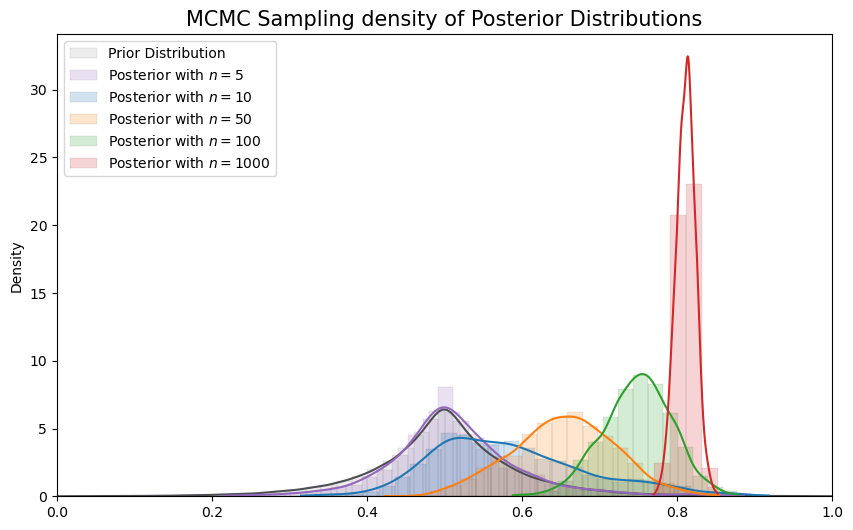 MCMC Sampling density of Posterior Distributions
Prior Distribution
Posterior with n = 5
Posterior with n = 10
Posterior with n = 50
Posterior with n = 100
Posterior with n = 1000
Density
30
25
20
15
10
5
0
0.0 0.2 0.4 0.6 0.8 1.0